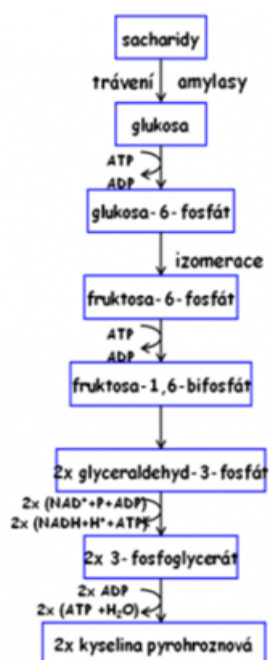 sacharidy
trávení amylasy
glukosa
ATP
ADP
glukosa-6-fosfát
izomerace
fruktosa-6-fosfát
ATP
ADP
fruktosa-1,6-bifosfát
2x glyceraldehyd-3-fosfát
2x (NAD⁺+P+ADP)
2x (NADH+H⁺+ATP)
2x 3-fosfoglycerát
2x ADP
2x (ATP +H₂O)
2x kyselina pyrohroznová